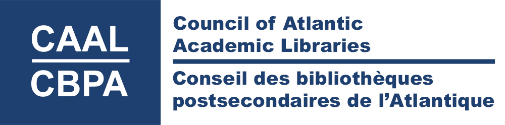 CAAL
CBPA
Council of Atlantic
Academic Libraries
Conseil des bibliothèques
postsecondaires de l'Atlantique